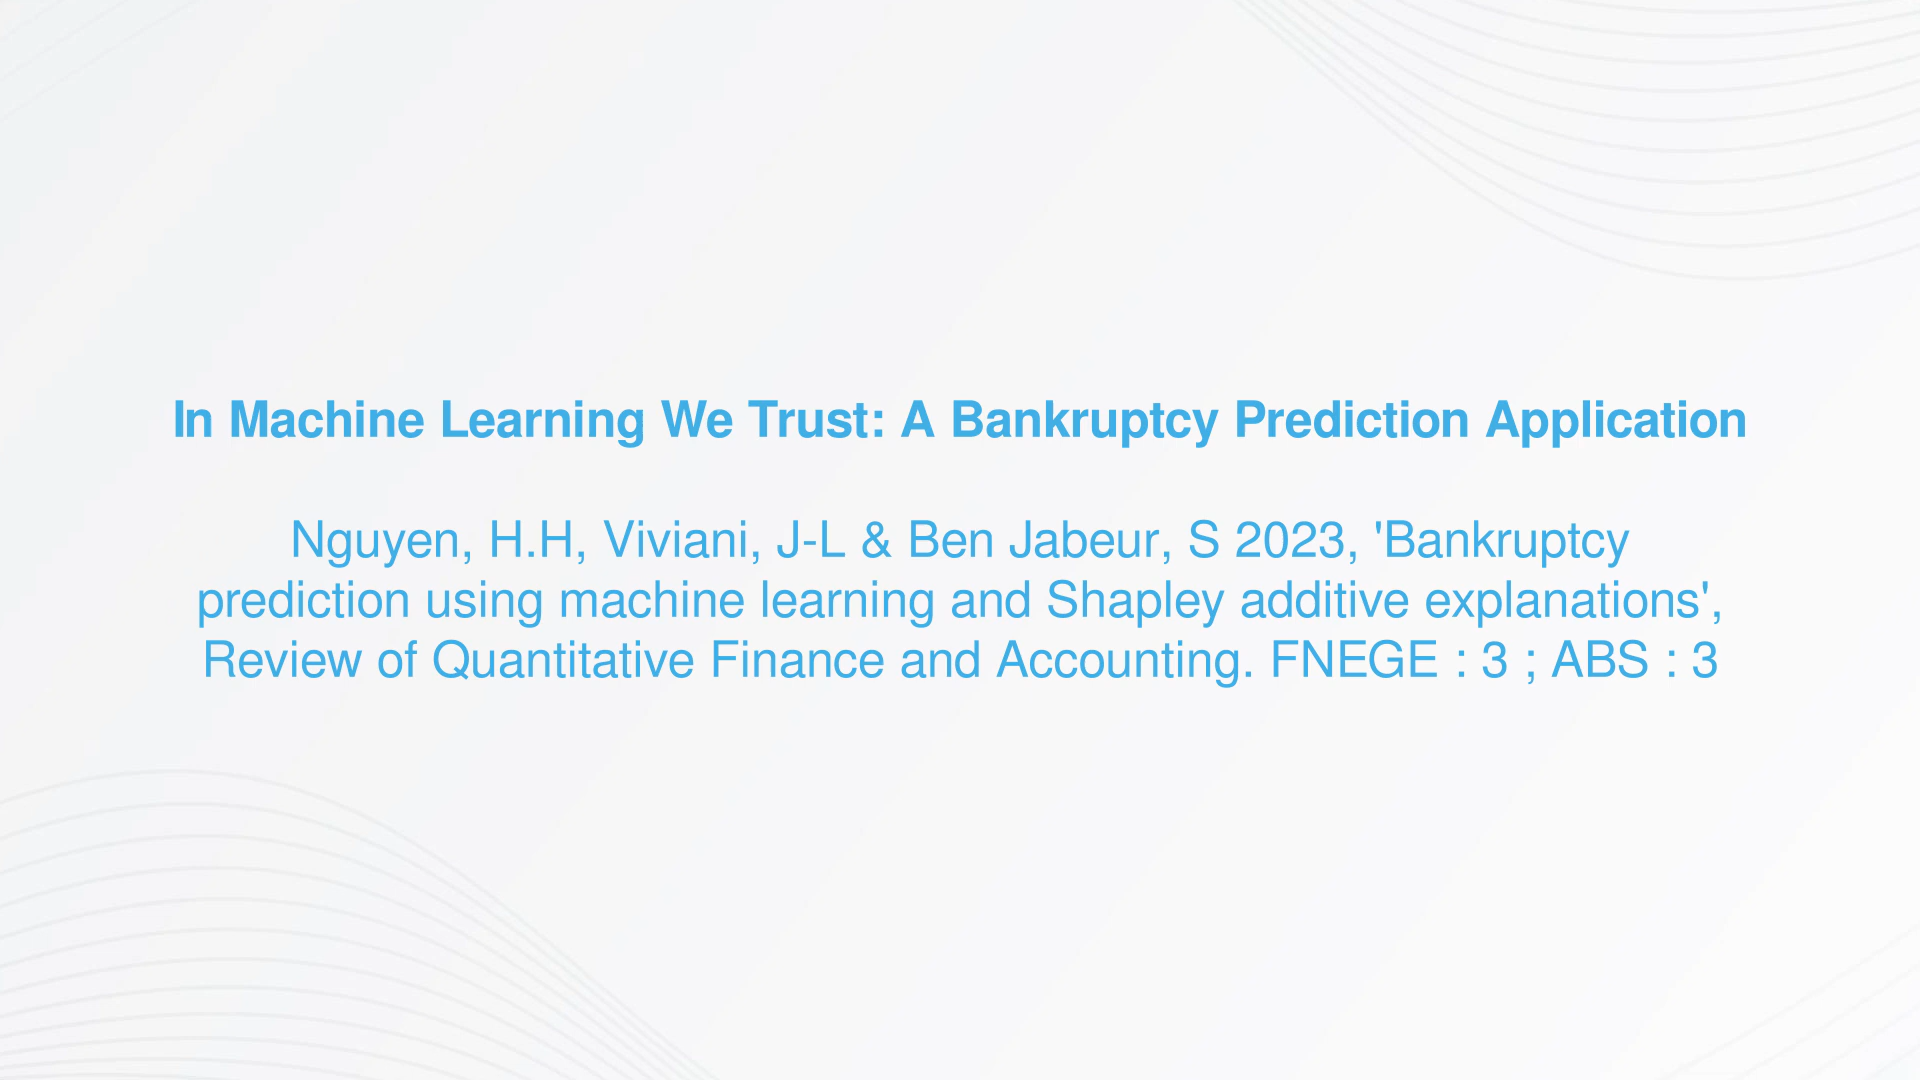 In Machine Learning We Trust: A Bankruptcy Prediction Application
Nguyen, H.H, Viviani, J-L & Ben Jabeur, S 2023, 'Bankruptcy
prediction using machine learning and Shapley additive explanations',
Review of Quantitative Finance and Accounting. FNEGE : 3 ; ABS : 3